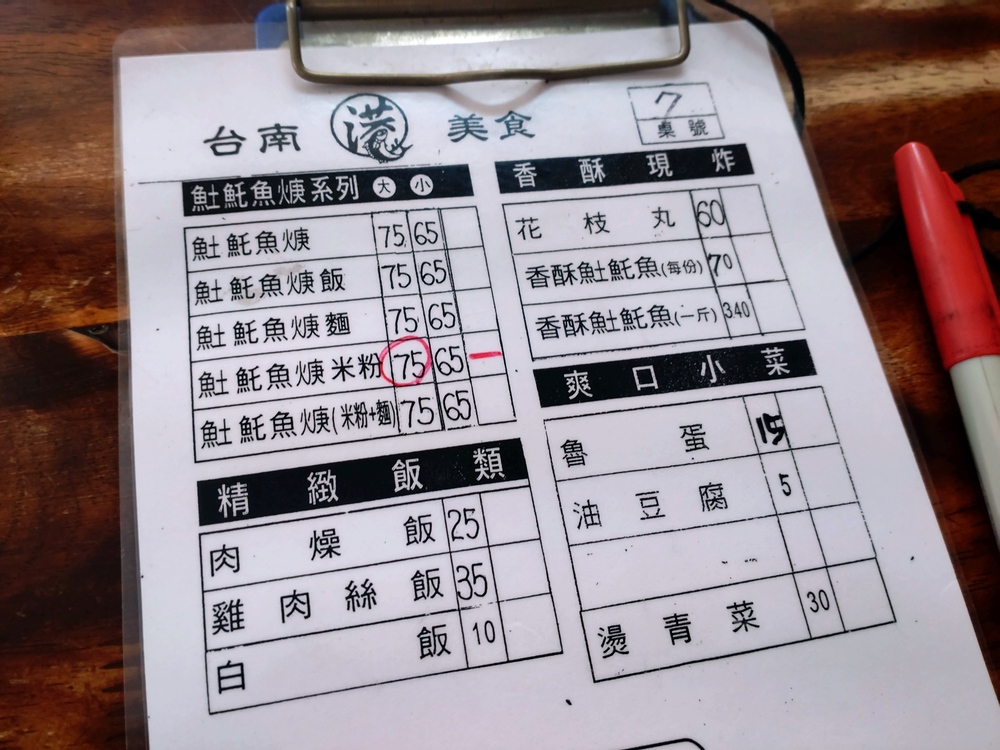 台南 港 美食
7
桌號
魠魠魚焿系列 大 小
魠魠魚焿 75 65
魠魠魚焿飯 75 65
魠魠魚焿麵 75 65
魠魠魚焿米粉 75 65 一
魠魠魚焿(米粉+麵) 75 65
精緻飯類
肉燥飯 25
雞肉絲飯 35
白飯 10
香酥現炸
花枝丸 60
香酥魠魠魚(每份) 70
香酥魠魠魚(一斤) 340
爽口小菜
魯蛋 15
油豆腐 5
燙青菜 30